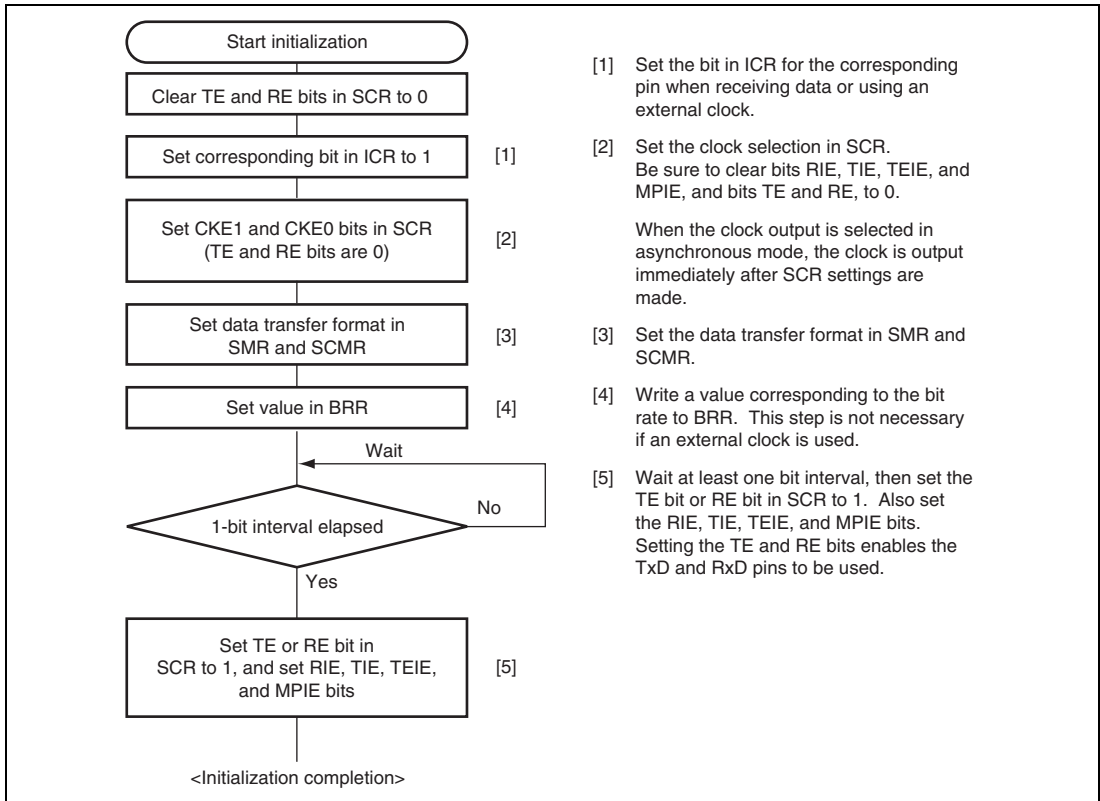 Start initialization
Clear TE and RE bits in SCR to 0
Set corresponding bit in ICR to 1
[1]
Set CKE1 and CKE0 bits in SCR
(TE and RE bits are 0)
[2]
Set data transfer format in
SMR and SCMR
[3]
Set value in BRR
[4]
Wait
1-bit interval elapsed
No
Yes
Set TE or RE bit in
SCR to 1, and set RIE, TIE, TEIE,
and MPIE bits
[5]
<Initialization completion>
[1] Set the bit in ICR for the corresponding
pin when receiving data or using an
external clock.
[2] Set the clock selection in SCR.
Be sure to clear bits RIE, TIE, TEIE, and
MPIE, and bits TE and RE, to 0.
When the clock output is selected in
asynchronous mode, the clock is output
immediately after SCR settings are
made.
[3] Set the data transfer format in SMR and
SCMR.
[4] Write a value corresponding to the bit
rate to BRR. This step is not necessary
if an external clock is used.
[5] Wait at least one bit interval, then set the
TE bit or RE bit in SCR to 1. Also set
the RIE, TIE, TEIE, and MPIE bits.
Setting the TE and RE bits enables the
TxD and RxD pins to be used.